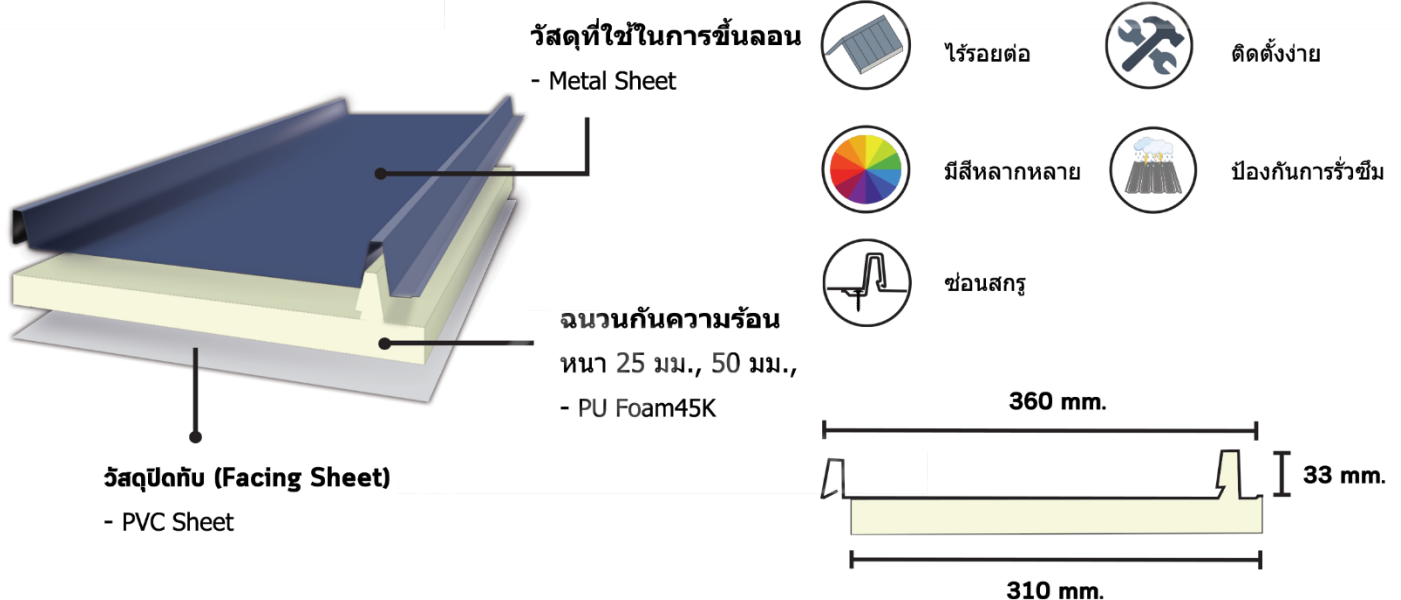 วัสดุที่ใช้ในการขึ้นลอน
- Metal Sheet
ฉนวนกันความร้อน
หนา 25 มม., 50 มม.,
- PU Foam45K
วัสดุปิดทับ (Facing Sheet)
- PVC Sheet
ไร้รอยต่อ
ติดตั้งง่าย
มีสีหลากหลาย
ป้องกันการรั่วซึม
ซ่อนสกรู
360 mm.
33 mm.
310 mm.